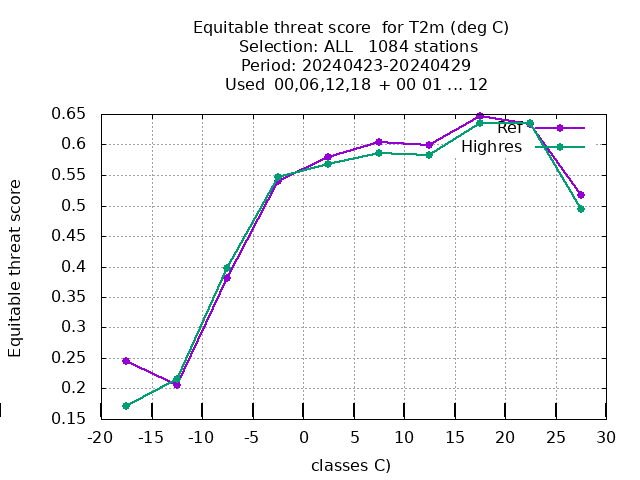 Equitable threat score  for T2m (deg C)
Selection: ALL   1084 stations
Period: 20240423-20240429
Used  00,06,12,18  + 00 01 ... 12
Equitable threat score
0.65
0.6
0.55
0.5
0.45
0.4
0.35
0.3
0.25
0.2
0.15
Ref
Highres
-20 -15 -10 -5 0 5 10 15 20 25 30
classes C)